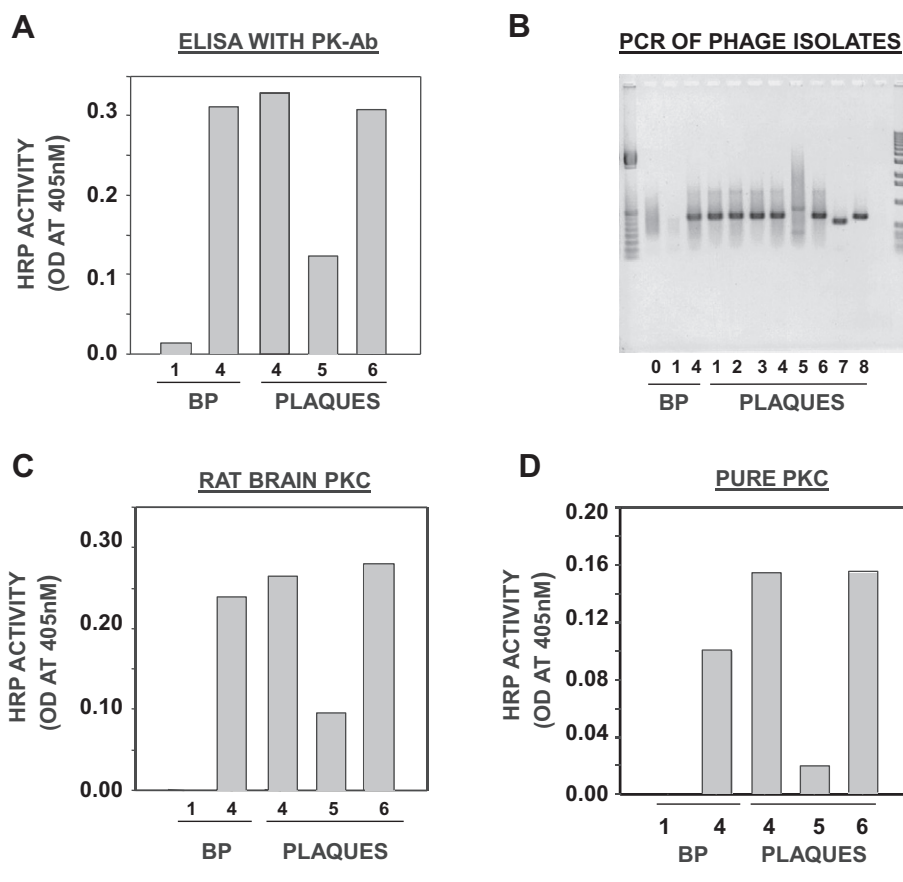 A
ELISA WITH PK-Ab
HRP ACTIVITY
(OD AT 405nM)
0.3
0.2
0.1
0.0
1 4 4 5 6
BP PLAQUES
B
PCR OF PHAGE ISOLATES
0 1 4 1 2 3 4 5 6 7 8
BP PLAQUES
C
RAT BRAIN PKC
HRP ACTIVITY
(OD AT 405nM)
0.30
0.20
0.10
0.00
1 4 4 5 6
BP PLAQUES
D
PURE PKC
HRP ACTIVITY
(OD AT 405nM)
0.20
0.16
0.12
0.08
0.04
0.00
1 4 4 5 6
BP PLAQUES